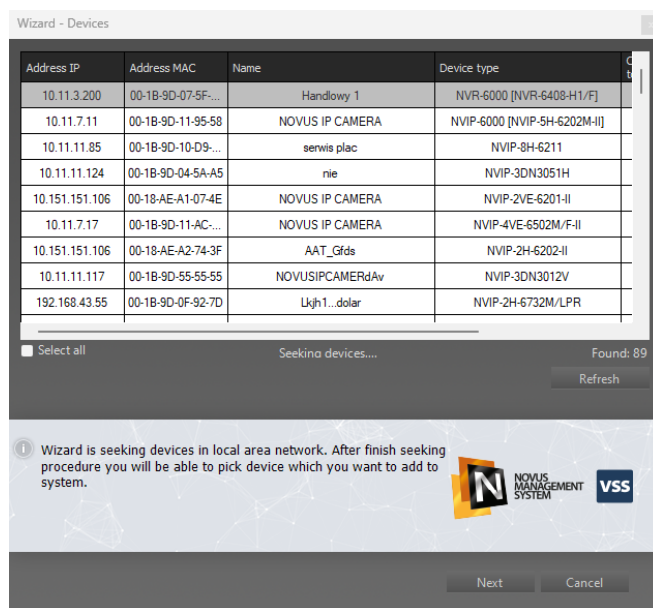 Wizard - Devices
Address IP Address MAC Name Device type
10.11.3.200 00-1B-9D-07-5F-... Handlowy 1 NVR-6000 [NVR-6408-H1/F]
10.11.7.11 00-1B-9D-11-95-58 NOVUS IP CAMERA NVIP-6000 [NVIP-5H-6202M-II]
10.11.11.85 00-1B-9D-10-D9-... serwis plac NVIP-8H-6211
10.11.11.124 00-1B-9D-04-5A-A5 nie NVIP-3DN3051H
10.151.151.106 00-18-AE-A1-07-4E NOVUS IP CAMERA NVIP-2VE-6201-II
10.11.7.17 00-1B-9D-11-AC-... NOVUS IP CAMERA NVIP-4VE-6502M/F-II
10.151.151.106 00-18-AE-A2-74-3F AAT_Gfds NVIP-2H-6202-II
10.11.11.117 00-1B-9D-55-55-55 NOVUSIPCAMERdAv NVIP-3DN3012V
192.168.43.55 00-1B-9D-0F-92-7D Lkjh1...dolar NVIP-2H-6732M/LPR
Select all Seeking devices.... Found: 89
Refresh
Wizard is seeking devices in local area network. After finish seeking
procedure you will be able to pick device which you want to add to
system.
N NOVUS
MANAGEMENT
SYSTEM
VSS
Next Cancel